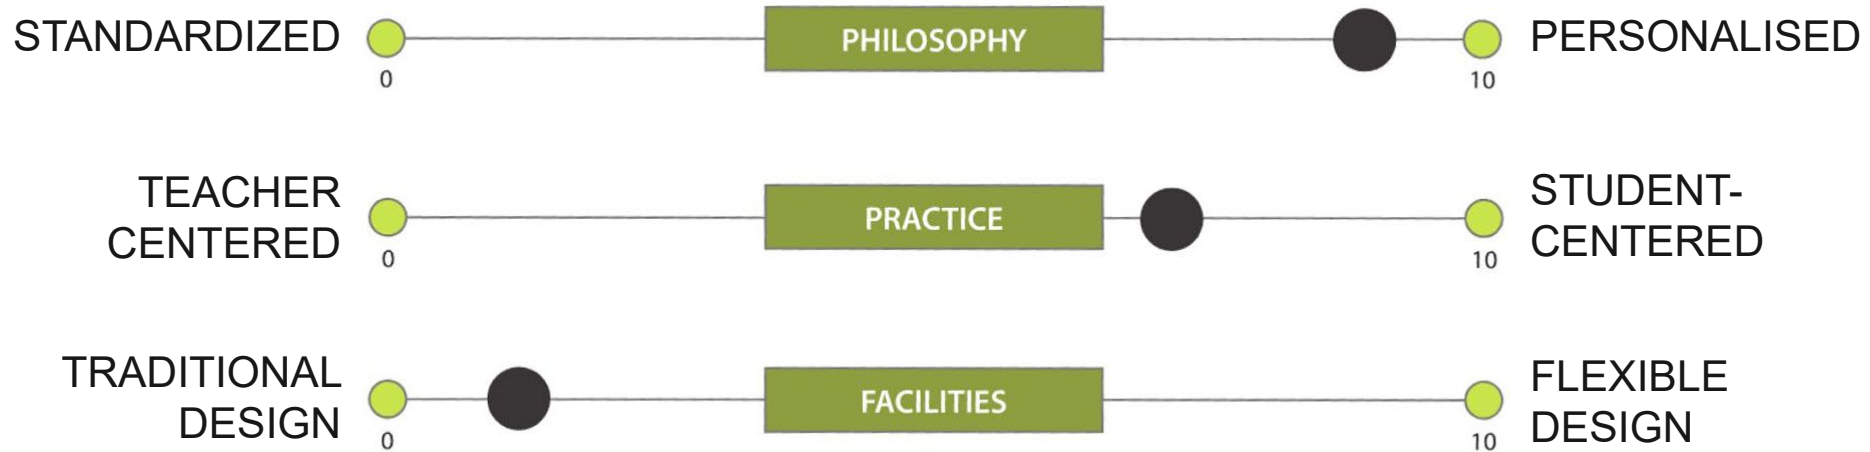 STANDARDIZED
PHILOSOPHY
PERSONALISED
0
10
TEACHER
CENTERED
PRACTICE
STUDENT-
CENTERED
0
10
TRADITIONAL
DESIGN
FACILITIES
FLEXIBLE
DESIGN
0
10